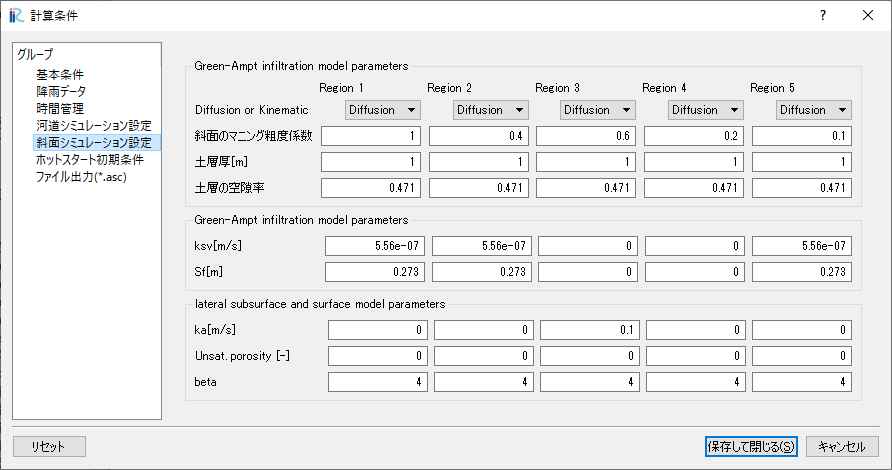 計算条件
グループ
基本条件
降雨データ
時間管理
河道シミュレーション設定
斜面シミュレーション設定
ホットスタート初期条件
ファイル出力(*.asc)
Green-Ampt infiltration model parameters
Region 1 Region 2 Region 3 Region 4 Region 5
Diffusion or Kinematic Diffusion Diffusion Diffusion Diffusion Diffusion
斜面のマニング粗度係数 1 0.4 0.6 0.2 0.1
土層厚[m] 1 1 1 1 1
土層の空隙率 0.471 0.471 0.471 0.471 0.471
Green-Ampt infiltration model parameters
ksv[m/s] 5.56e-07 5.56e-07 0 0 5.56e-07
Sf[m] 0.273 0.273 0 0 0.273
lateral subsurface and surface model parameters
ka[m/s] 0 0 0.1 0 0
Unsat. porosity [-] 0 0 0 0 0
beta 4 4 4 4 4
リセット 保存して閉じる(S) キャンセル